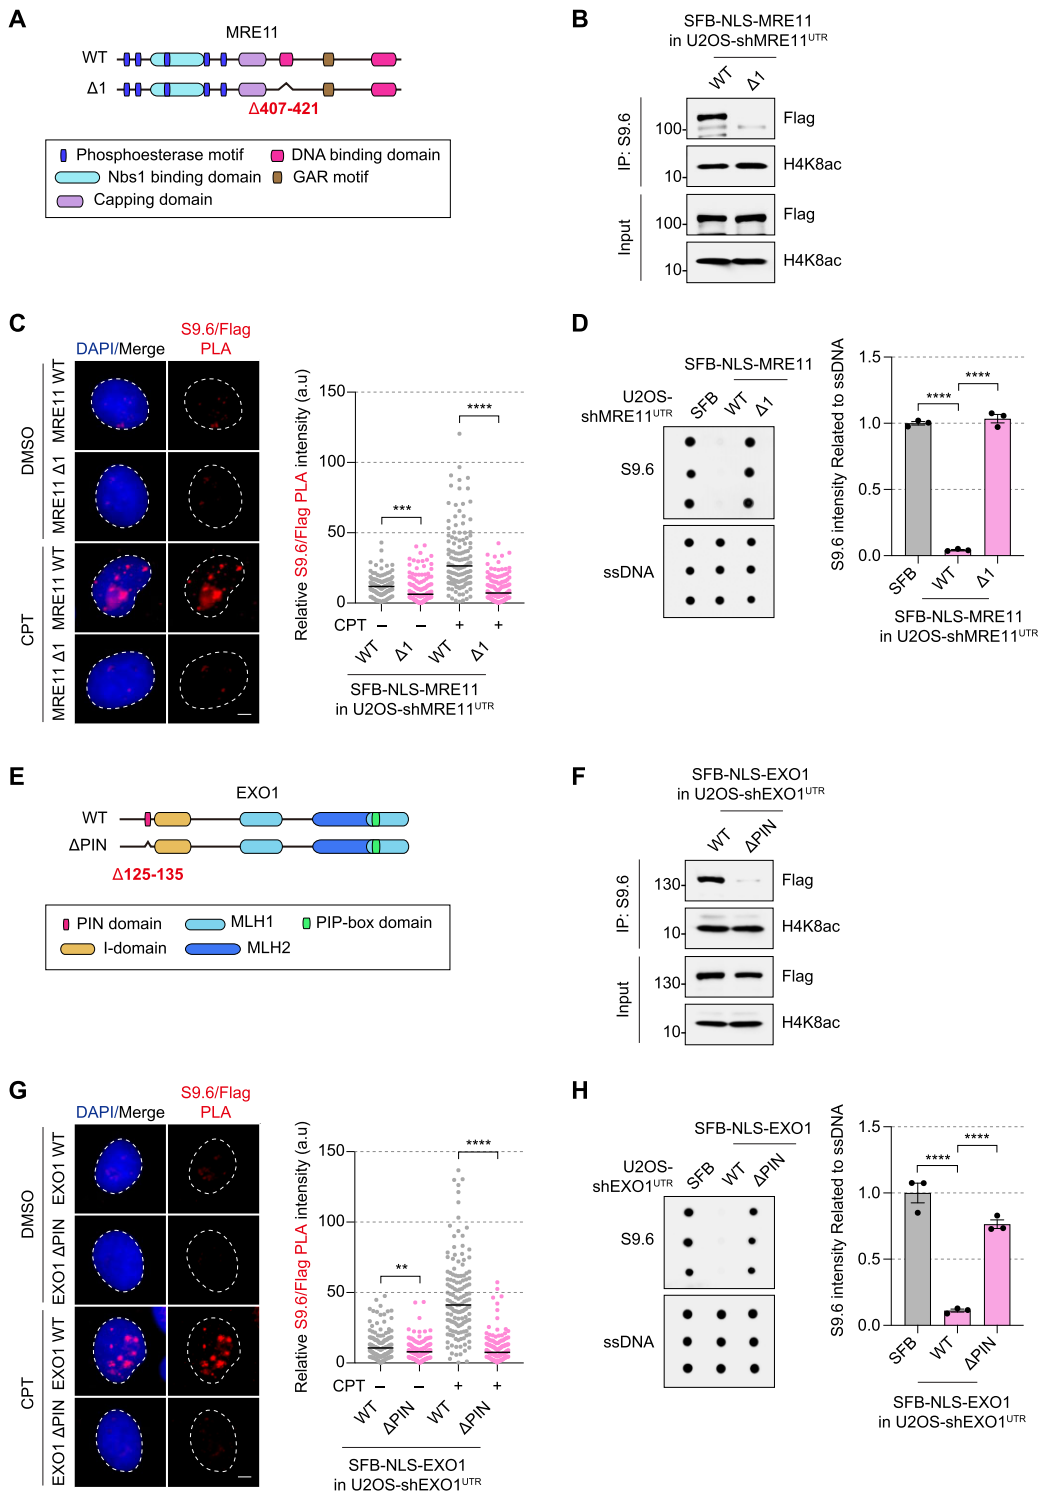 A
MRE11
WT
Δ1
Δ407-421
Phosphoesterase motif
DNA binding domain
Nbs1 binding domain
GAR motif
Capping domain
B
SFB-NLS-MRE11
in U2OS-shMRE11UTR
WT
Δ1
IP: S9.6
100
Flag
10
H4K8ac
Input
100
Flag
10
H4K8ac
C
S9.6/Flag
DAPI/Merge
PLA
DMSO
MRE11 WT
MRE11 Δ1
CPT
MRE11 WT
MRE11 Δ1
Relative S9.6/Flag PLA intensity (a.u)
150
100
50
0
***
****
CPT – – + +
WT Δ1 WT Δ1
SFB-NLS-MRE11
in U2OS-shMRE11UTR
D
SFB-NLS-MRE11
U2OS-
shMRE11UTR
SFB WT Δ1
S9.6
ssDNA
S9.6 intensity Related to ssDNA
1.5
1.0
0.5
0.0
**** ****
SFB WT Δ1
SFB-NLS-MRE11
in U2OS-shMRE11UTR
E
EXO1
WT
ΔPIN
Δ125-135
PIN domain
MLH1
PIP-box domain
I-domain
MLH2
F
SFB-NLS-EXO1
in U2OS-shEXO1UTR
WT
ΔPIN
IP: S9.6
130
Flag
10
H4K8ac
Input
130
Flag
10
H4K8ac
G
S9.6/Flag
DAPI/Merge
PLA
DMSO
EXO1 WT
EXO1 ΔPIN
CPT
EXO1 WT
EXO1 ΔPIN
Relative S9.6/Flag PLA intensity (a.u)
150
100
50
0
**
****
CPT – – + +
WT ΔPIN WT ΔPIN
SFB-NLS-EXO1
in U2OS-shEXO1UTR
H
SFB-NLS-EXO1
U2OS-
shEXO1UTR
SFB WT ΔPIN
S9.6
ssDNA
S9.6 intensity Related to ssDNA
1.5
1.0
0.5
0.0
**** ****
SFB WT ΔPIN
SFB-NLS-EXO1
in U2OS-shEXO1UTR